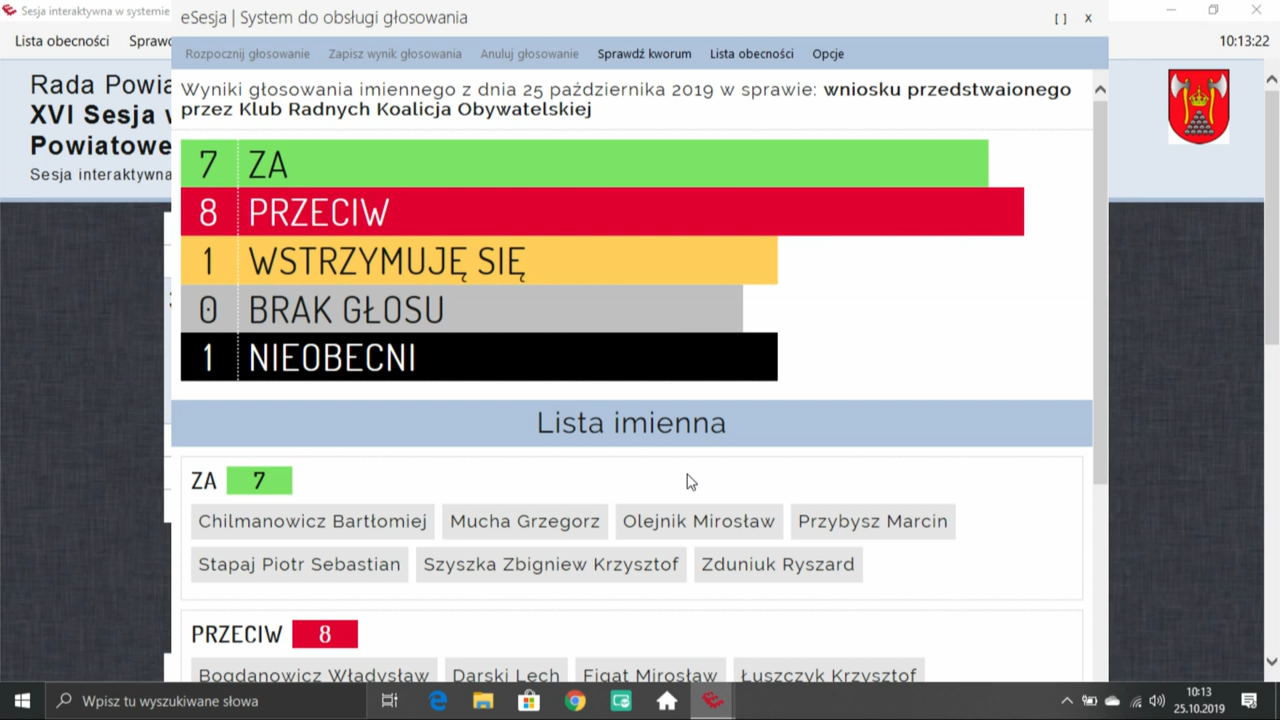 Sesja interaktywna w systemie
eSesja | System do obsługi głosowania
[ ] X
Lista obecności
Rozpocznij głosowanie Zapisz wynik głosowania Anuluj głosowanie Sprawdź kworum Lista obecności Opcje
10:13:22
Rada Powia
XVI Sesja
Powiatowe
Sesja interaktywna
Wyniki głosowania imiennego z dnia 25 października 2019 w sprawie: wniosku przedstwaionego
przez Klub Radnych Koalicja Obywatelskiej
7 ZA
8 PRZECIW
1 WSTRZYMUJĘ SIĘ
0 BRAK GŁOSU
1 NIEOBECNI
Lista imienna
ZA 7
Chilmanowicz Bartłomiej Mucha Grzegorz Olejnik Mirosław Przybysz Marcin
Stapaj Piotr Sebastian Szyszka Zbigniew Krzysztof Zduniuk Ryszard
PRZECIW 8
Bogdanowicz Władysław Darski Lech Figat Mirosław Łuszczyk Krzysztof
Wpisz tu wyszukiwane słowa
10:13
25.10.2019